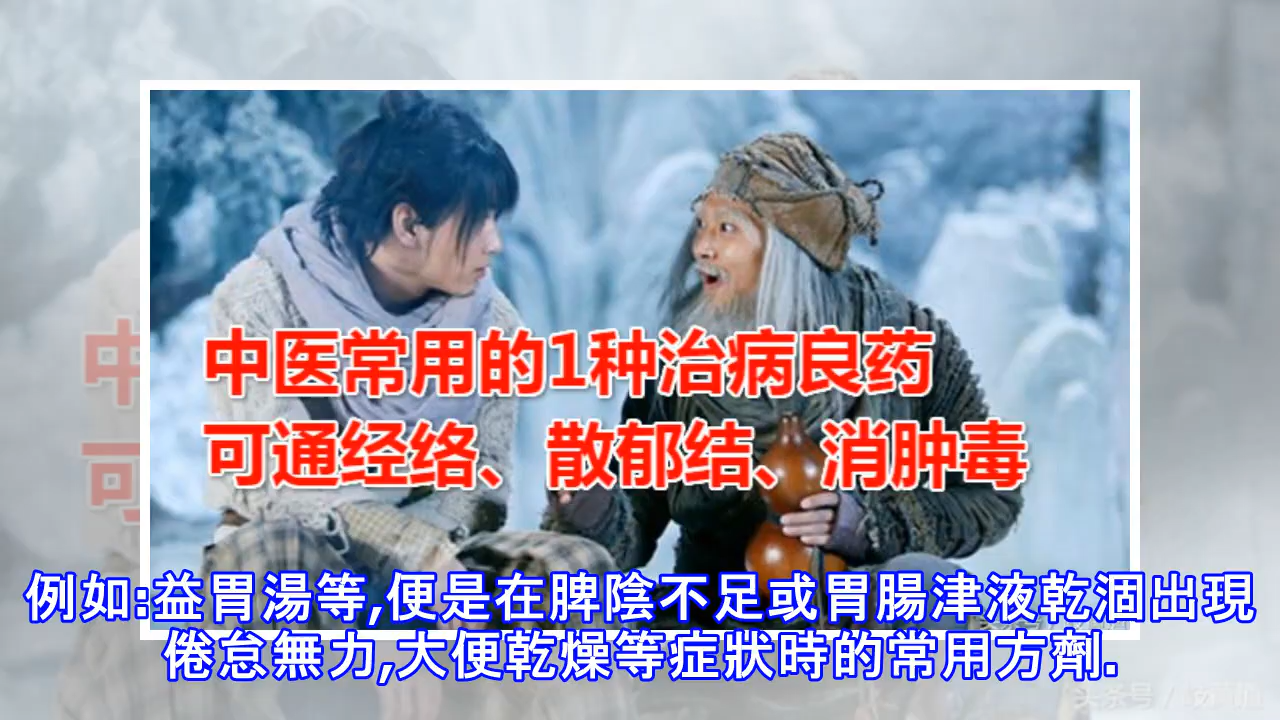 中医常用的1种治病良药
可通经络、散郁结、消肿毒
例如:益胃湯等,便是在脾陰不足或胃腸津液乾涸出現
倦怠無力,大便乾燥等症狀時的常用方劑.
头条号 /